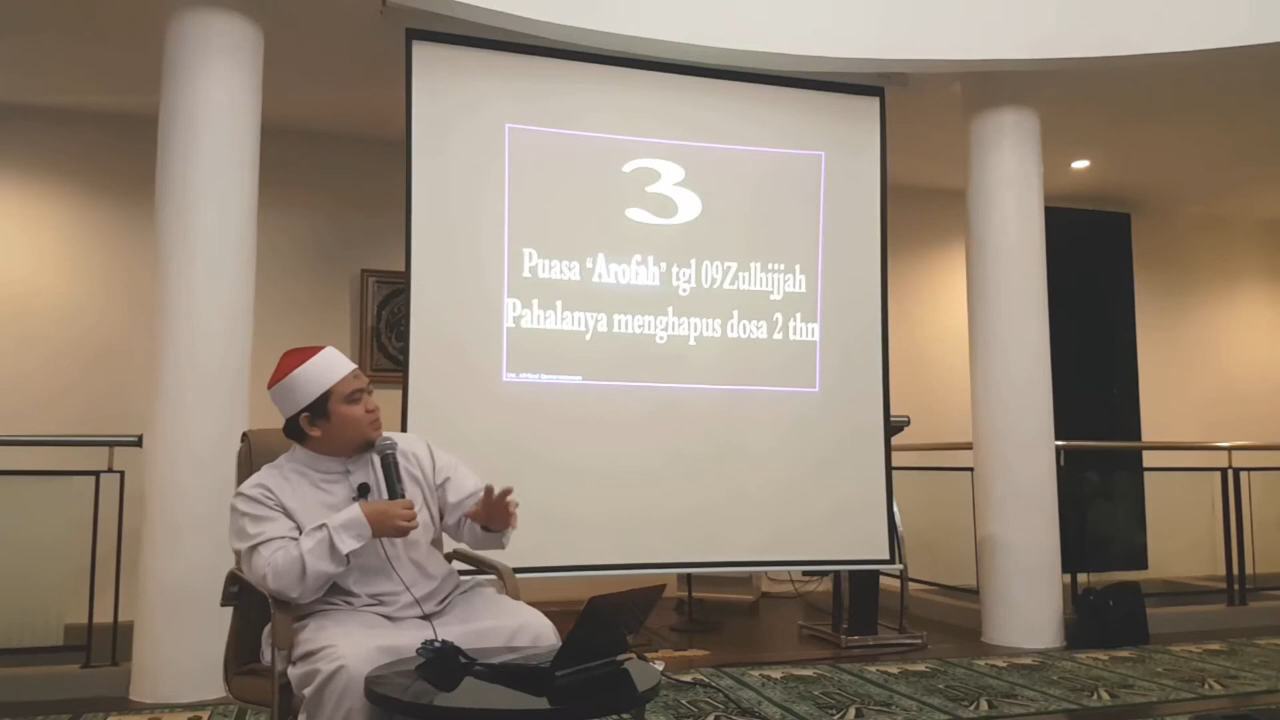 3
Puasa “Arofah” tgl 09Zulhijjah
Pahalanya menghapus dosa 2 thn